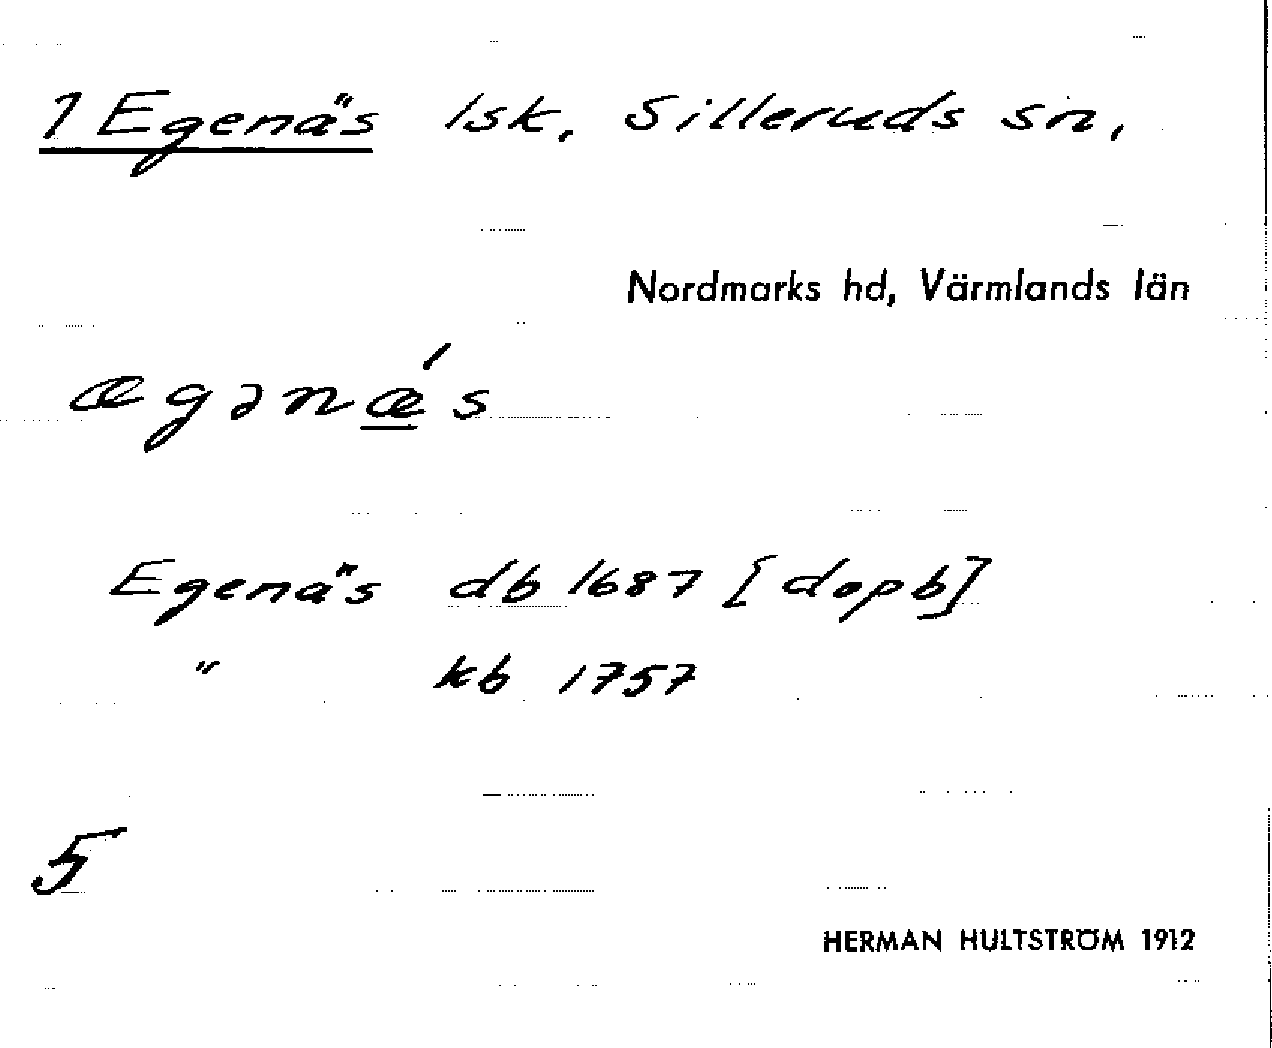 1 Egenäs lsk, Silleruds sn,
Nordmarks hd, Värmlands län
ægənǽ̲s
Egenäs db 1687 [dopb]
" kb 1757
5
HERMAN HULTSTRÖM 1912